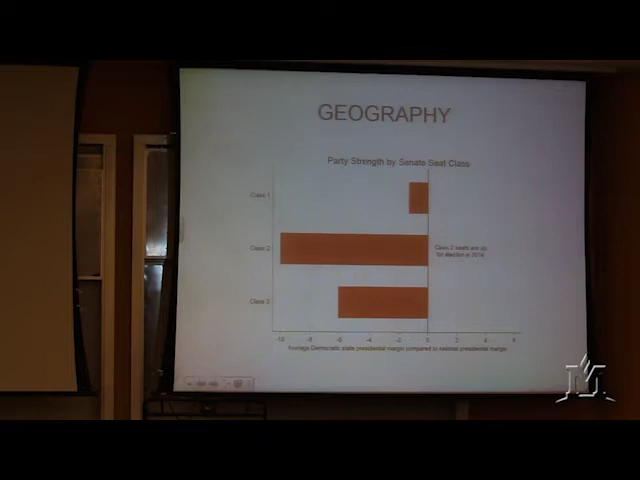 GEOGRAPHY
Party Strength by Senate Seat Class
Class 1
Class 2
Class 2 seats are up
for election in 2014
Class 3
-10 -8 -6 -4 -2 0 2 4 6
Average Democratic state presidential margin compared to national presidential margin